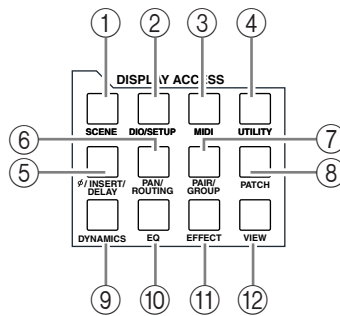 ① ② ③ ④
DISPLAY ACCESS
SCENE DIO/SETUP MIDI UTILITY
⑥ ⑦
⑤ ⑧
ø/ INSERT/ DELAY PAN/ ROUTING PAIR/ GROUP PATCH
DYNAMICS EQ EFFECT VIEW
⑨ ⑩ ⑪ ⑫